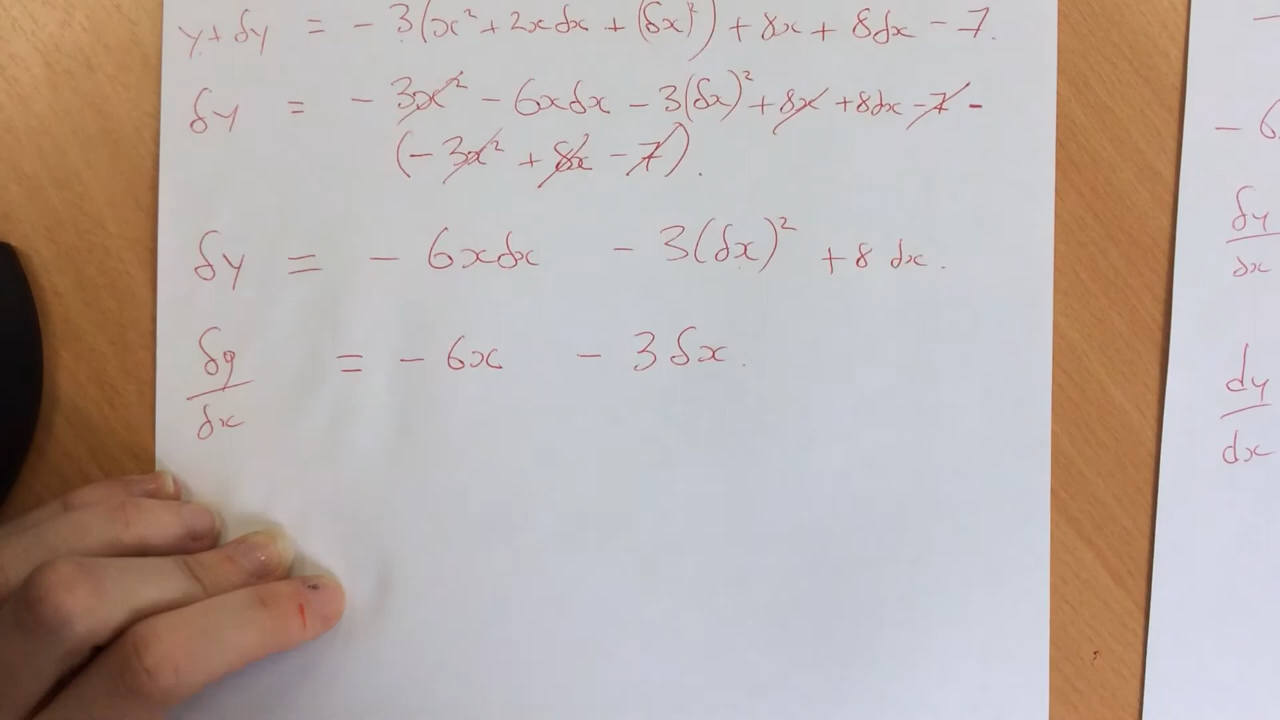 y+δy = -3(x²+2xδx+(δx)²)+8x+8δx-7.
δy = -3x²-6xδx-3(δx)²+8x+8δx-7-
(-3x²+8x-7).
δy = -6xδx -3(δx)²+8δx.
δy = -6x -3δx.
δx
-
-6
δy
δx
dy
dx